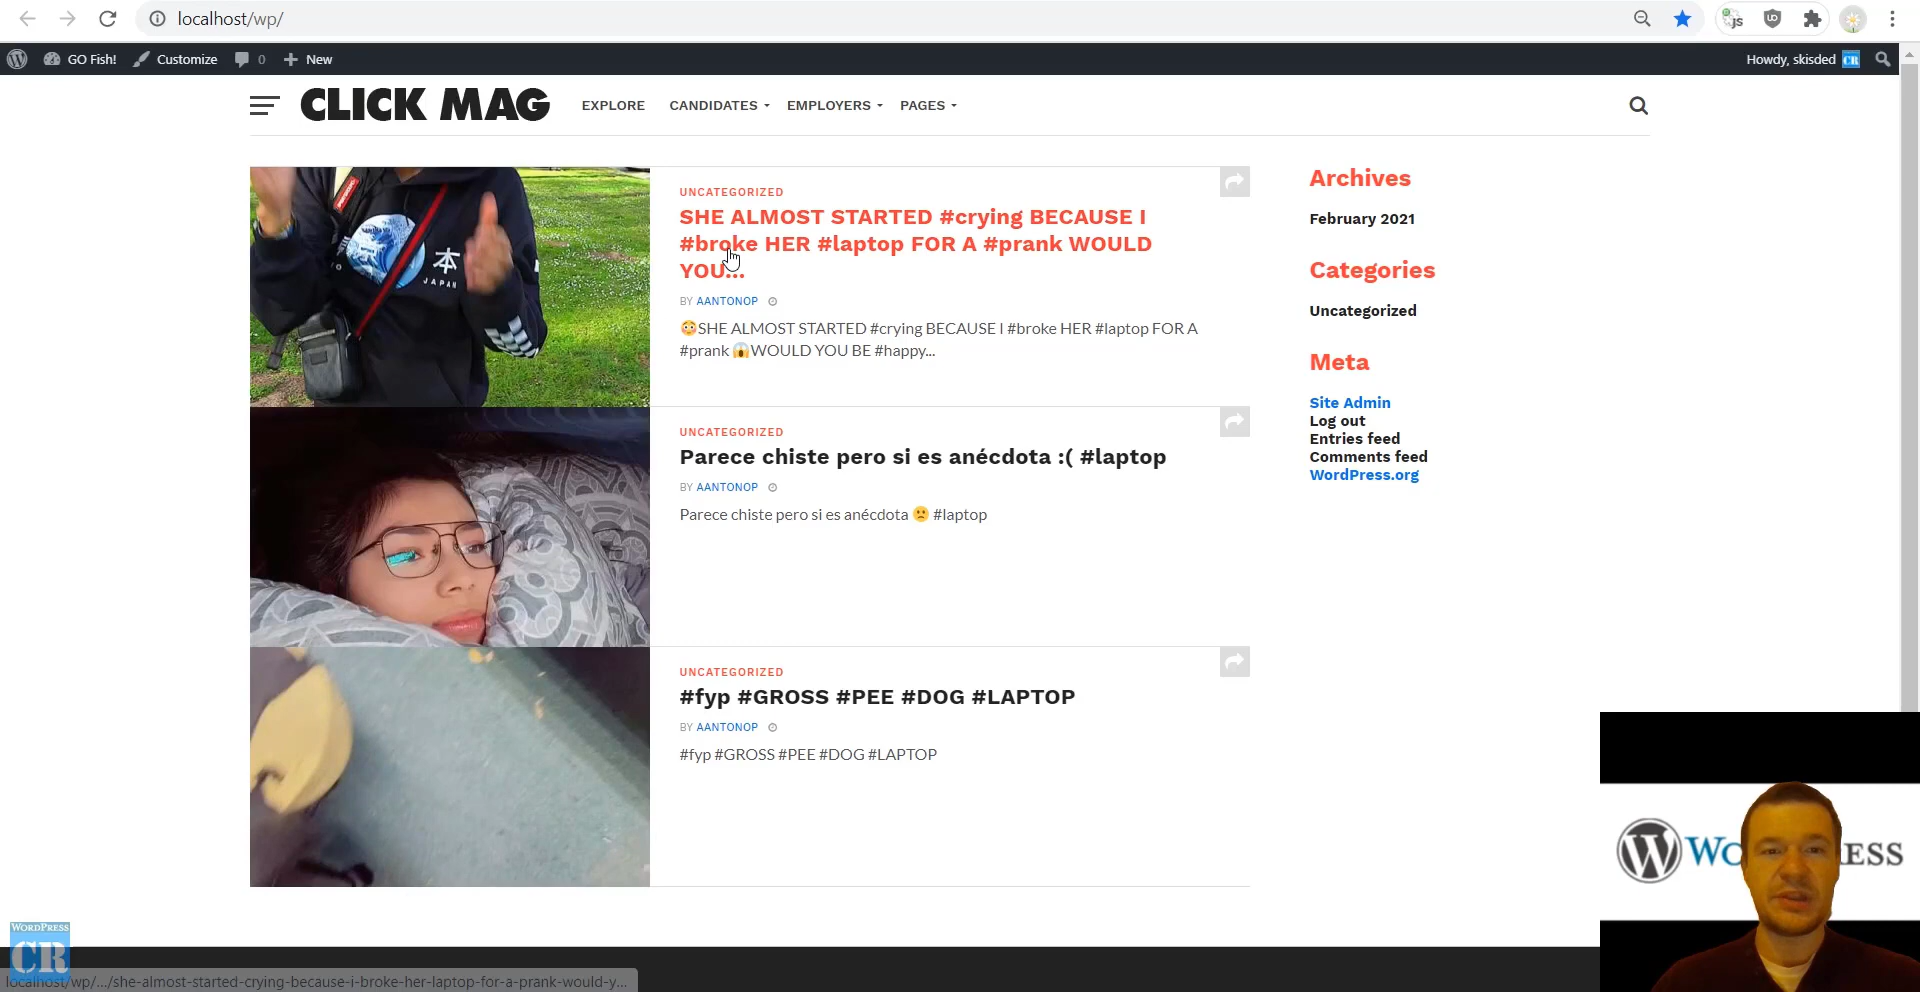 localhost/wp/
JS
GO Fish!
Customize
0
New
Howdy, skisded
CR
CLICK MAG
EXPLORE
CANDIDATES
EMPLOYERS
PAGES
本
JAPAN
UNCATEGORIZED
SHE ALMOST STARTED #crying BECAUSE I
#broke HER #laptop FOR A #prank WOULD
YOU...
BY AANTONOP
😳SHE ALMOST STARTED #crying BECAUSE I #broke HER #laptop FOR A
#prank 😱WOULD YOU BE #happy...
UNCATEGORIZED
Parece chiste pero si es anécdota :( #laptop
BY AANTONOP
Parece chiste pero si es anécdota 🙁 #laptop
UNCATEGORIZED
#fyp #GROSS #PEE #DOG #LAPTOP
BY AANTONOP
#fyp #GROSS #PEE #DOG #LAPTOP
Archives
February 2021
Categories
Uncategorized
Meta
Site Admin
Log out
Entries feed
Comments feed
WordPress.org
WORDPRESS
CR
localhost/wp/.../she-almost-started-crying-because-i-broke-her-laptop-for-a-prank-would-y...